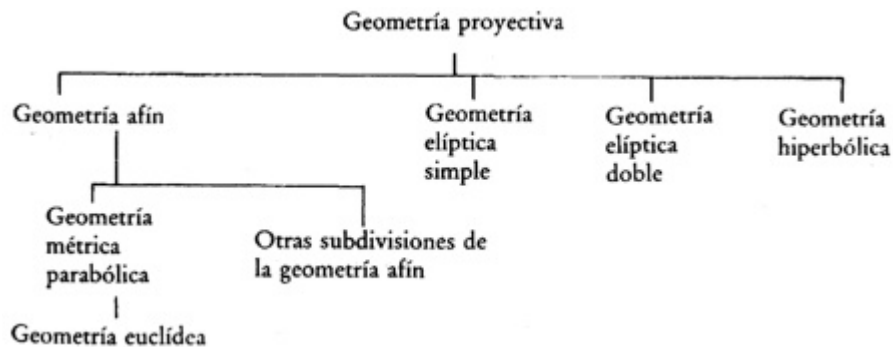 Geometría proyectiva
Geometría afín
Geometría
elíptica
simple
Geometría
elíptica
doble
Geometría
hiperbólica
Geometría
métrica
parabólica
Otras subdivisiones de
la geometría afín
Geometría euclídea